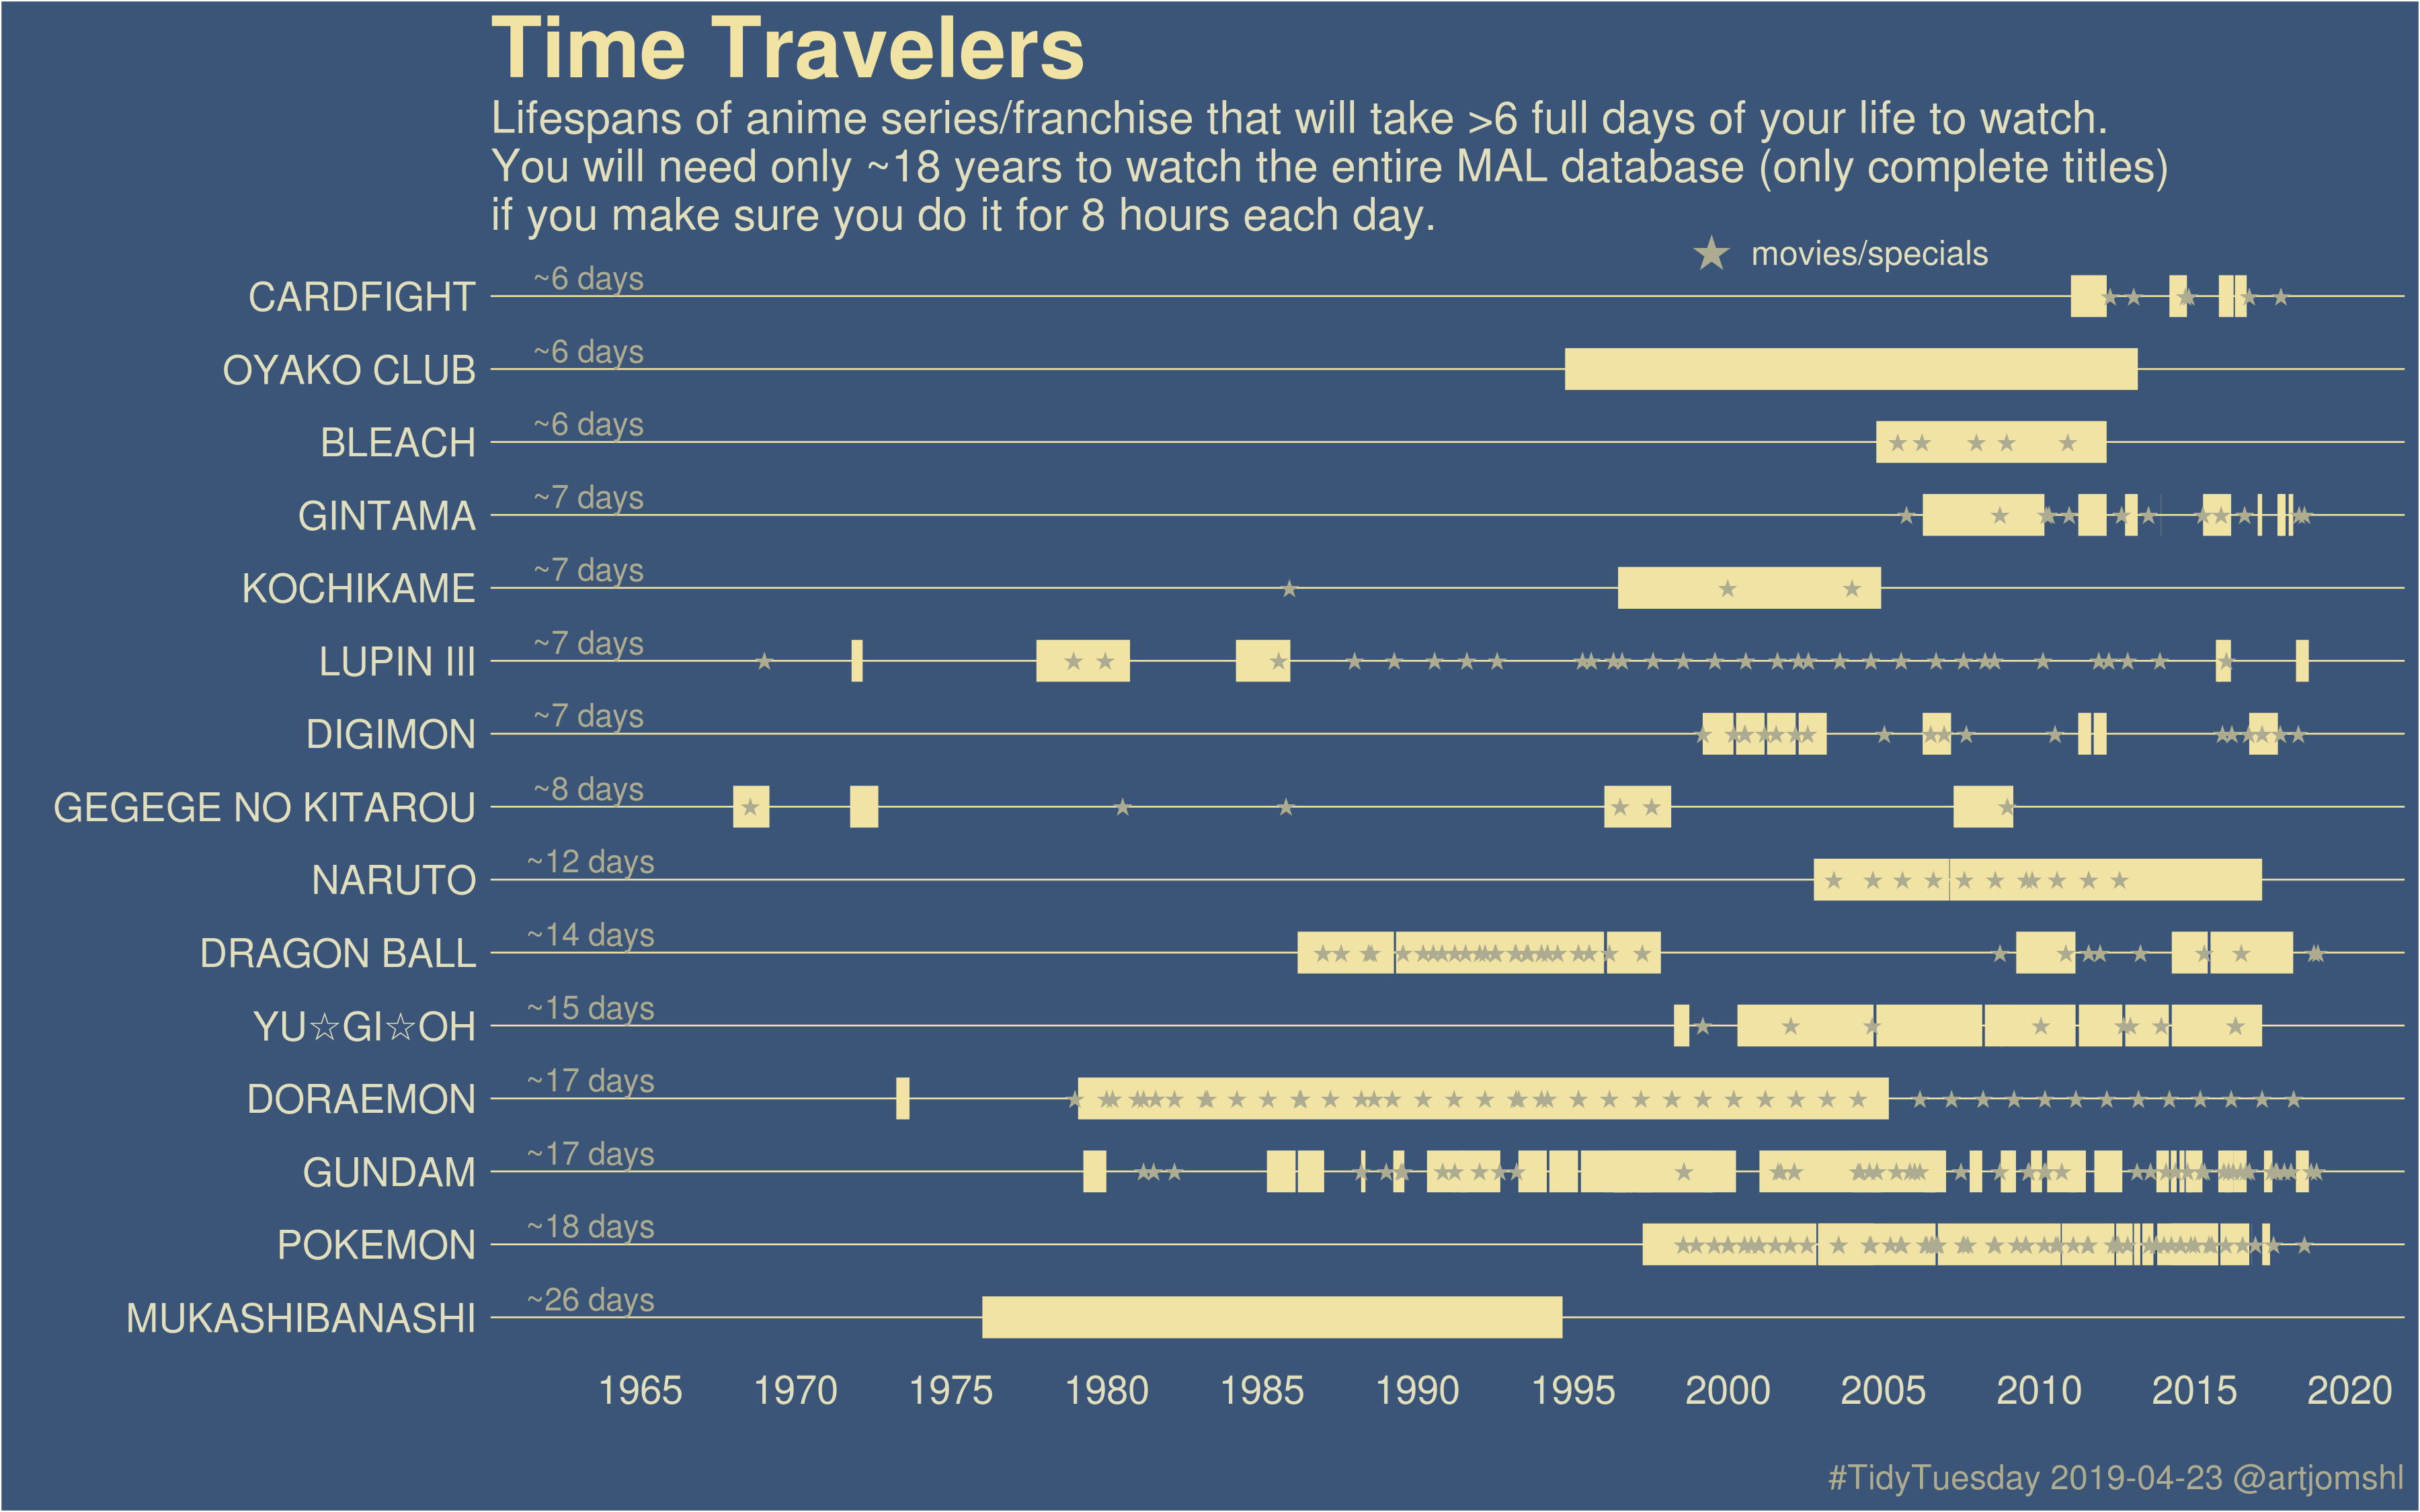 Time Travelers
Lifespans of anime series/franchise that will take >6 full days of your life to watch.
You will need only ~18 years to watch the entire MAL database (only complete titles)
if you make sure you do it for 8 hours each day.
movies/specials
CARDFIGHT ~6 days
OYAKO CLUB ~6 days
BLEACH ~6 days
GINTAMA ~7 days
KOCHIKAME ~7 days
LUPIN III ~7 days
DIGIMON ~7 days
GEGEGE NO KITAROU ~8 days
NARUTO ~12 days
DRAGON BALL ~14 days
YU☆GI☆OH ~15 days
DORAEMON ~17 days
GUNDAM ~17 days
POKEMON ~18 days
MUKASHIBANASHI ~26 days
1965 1970 1975 1980 1985 1990 1995 2000 2005 2010 2015 2020
#TidyTuesday 2019-04-23 @artjomshl